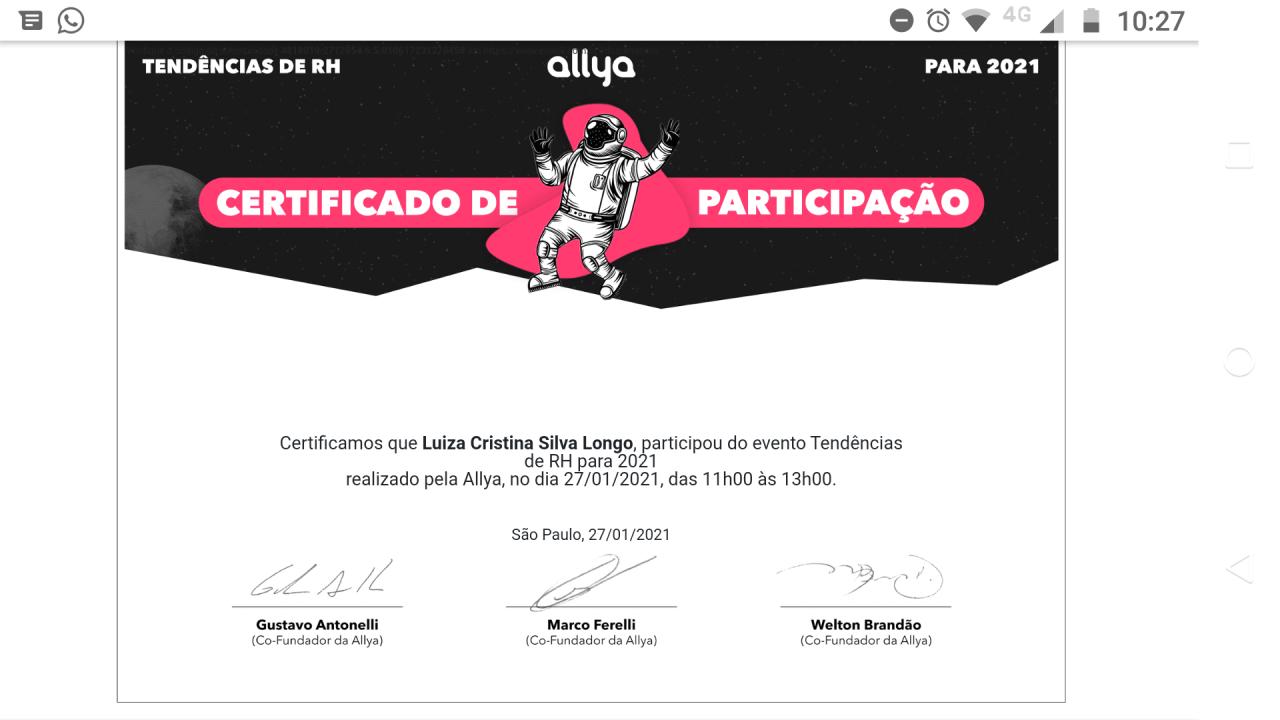 4G 10:27
TENDÊNCIAS DE RH
allya
PARA 2021
CERTIFICADO DE PARTICIPAÇÃO
Certificamos que Luiza Cristina Silva Longo, participou do evento Tendências
de RH para 2021
realizado pela Allya, no dia 27/01/2021, das 11h00 às 13h00.
São Paulo, 27/01/2021
Gustavo Antonelli
(Co-Fundador da Allya)
Marco Ferelli
(Co-Fundador da Allya)
Welton Brandão
(Co-Fundador da Allya)